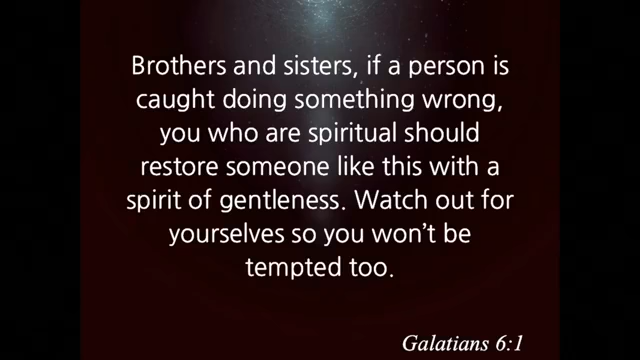 Brothers and sisters, if a person is
caught doing something wrong,
you who are spiritual should
restore someone like this with a
spirit of gentleness. Watch out for
yourselves so you won’t be
tempted too.
Galatians 6:1